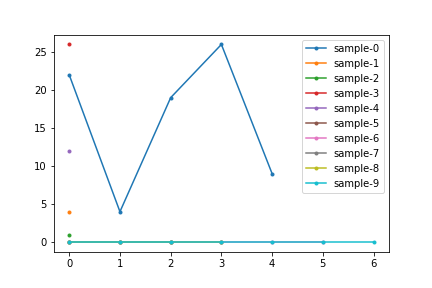 25
20
15
10
5
0
0 1 2 3 4 5 6
sample-0
sample-1
sample-2
sample-3
sample-4
sample-5
sample-6
sample-7
sample-8
sample-9